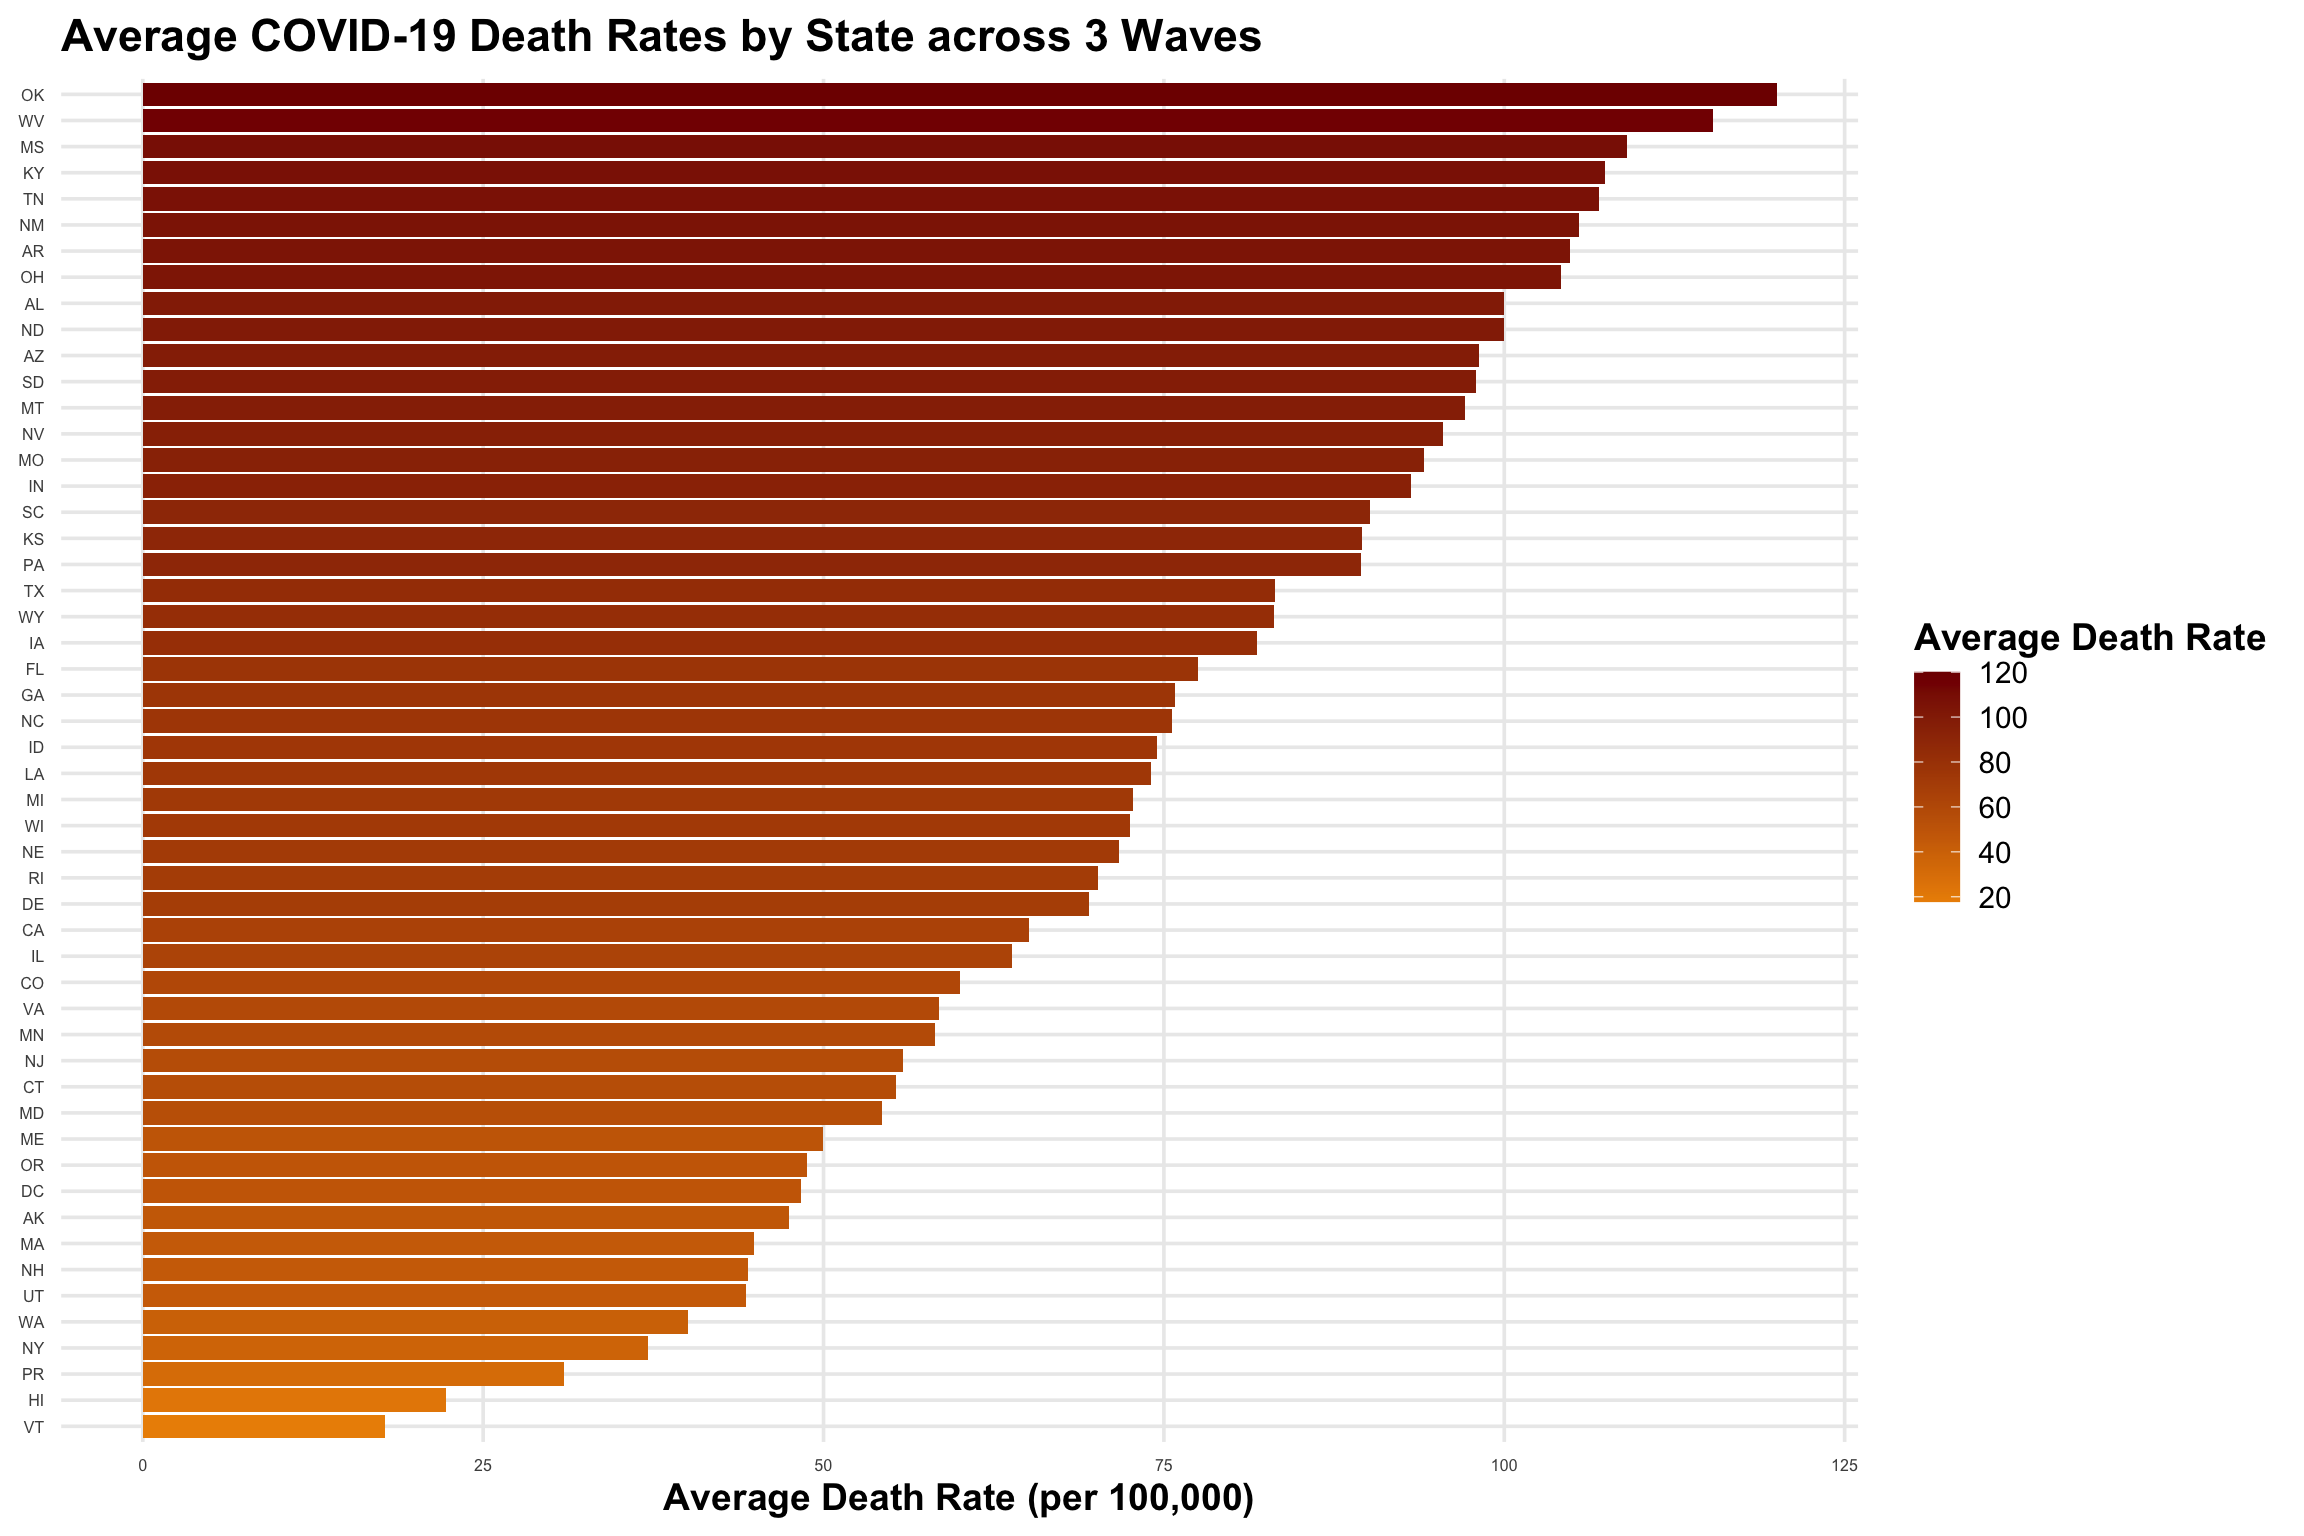 Average COVID-19 Death Rates by State across 3 Waves
OK
WV
MS
KY
TN
NM
AR
OH
AL
ND
AZ
SD
MT
NV
MO
IN
SC
KS
PA
TX
WY
IA
FL
GA
NC
ID
LA
MI
WI
NE
RI
DE
CA
IL
CO
VA
MN
NJ
CT
MD
ME
OR
DC
AK
MA
NH
UT
WA
NY
PR
HI
VT
0 25 50 75 100 125
Average Death Rate (per 100,000)
Average Death Rate
120
100
80
60
40
20